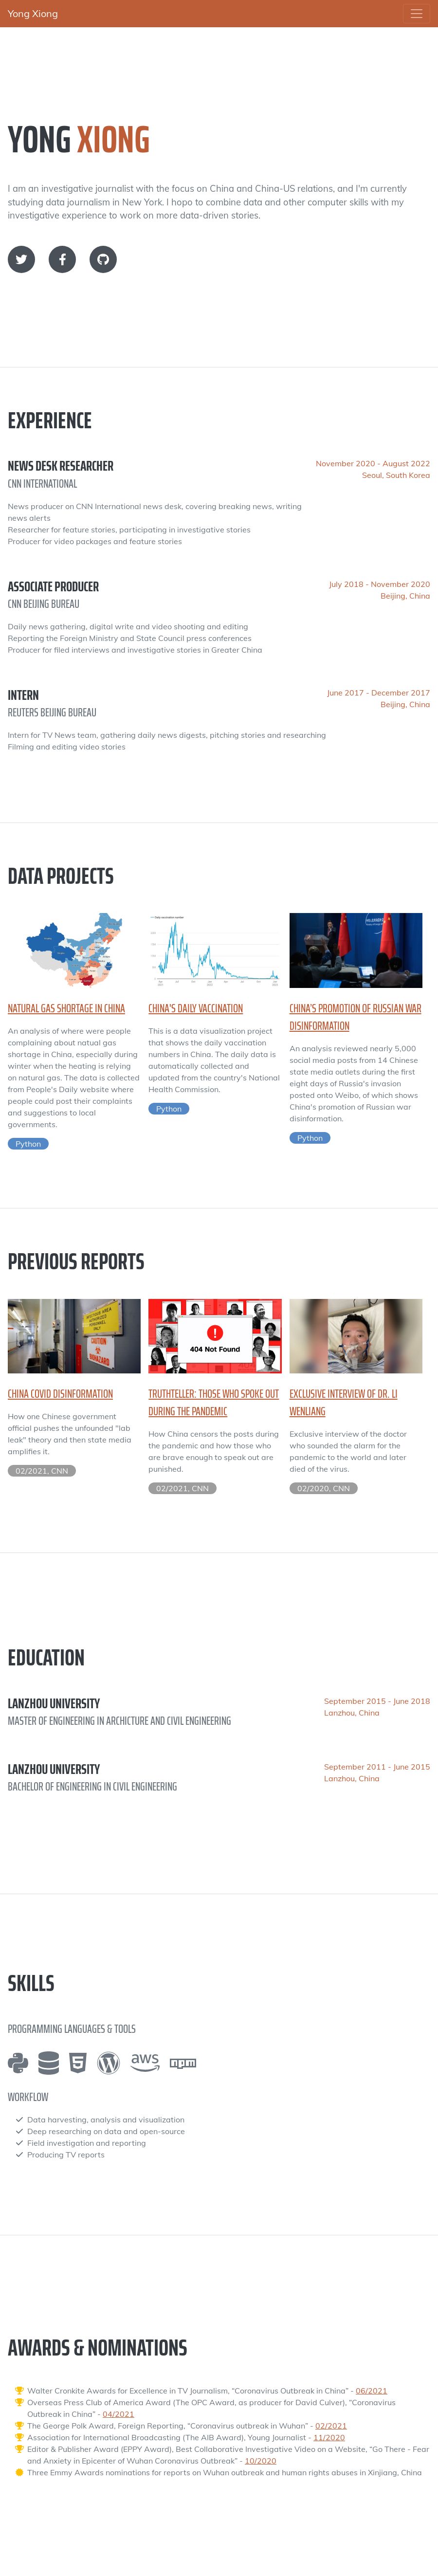 Yong Xiong
YONG XIONG
I am an investigative journalist with the focus on China and China-US relations, and I'm currently
studying data journalism in New York. I hope to combine data and other computer skills with my
investigative experience to work on more data-driven stories.
EXPERIENCE
NEWS DESK RESEARCHER
CNN INTERNATIONAL
November 2020 - August 2022
Seoul, South Korea
News producer on CNN International news desk, covering breaking news, writing
news alerts
Researcher for feature stories, participating in investigative stories
Producer for video packages and feature stories
ASSOCIATE PRODUCER
CNN BEIJING BUREAU
July 2018 - November 2020
Beijing, China
Daily news gathering, digital write and video shooting and editing
Reporting the Foreign Ministry and State Council press conferences
Producer for filed interviews and investigative stories in Greater China
INTERN
REUTERS BEIJING BUREAU
June 2017 - December 2017
Beijing, China
Intern for TV News team, gathering daily news digests, pitching stories and researching
Filming and editing video stories
DATA PROJECTS
NATURAL GAS SHORTAGE IN CHINA
An analysis of where were people
complaining about natual gas
shortage in China, especially during
winter when the heating is relying
on natural gas. The data is collected
from People's Daily website where
people could post their complaints
and suggestions to local
governments.
Python
CHINA'S DAILY VACCINATION
This is a data visualization project
that shows the daily vaccination
numbers in China. The daily data is
automatically collected and
updated from the country's National
Health Commission.
Python
CHINA'S PROMOTION OF RUSSIAN WAR
DISINFORMATION
An analysis reviewed nearly 5,000
social media posts from 14 Chinese
state media outlets during the first
eight days of Russia's invasion
posted onto Weibo, of which shows
China's promotion of Russian war
disinformation.
Python
PREVIOUS REPORTS
CAUTION
BIOHAZARD
CHINA COVID DISINFORMATION
How one Chinese government
official pushes the unfounded "lab
leak" theory and then state media
amplifies it.
02/2021, CNN
404 Not Found
TRUTHTELLER: THOSE WHO SPOKE OUT
DURING THE PANDEMIC
How China censors the posts during
the pandemic and how those who
are brave enough to speak out are
punished.
02/2021, CNN
EXCLUSIVE INTERVIEW OF DR. LI
WENLIANG
Exclusive interview of the doctor
who sounded the alarm for the
pandemic to the world and later
died of the virus.
02/2020, CNN
EDUCATION
LANZHOU UNIVERSITY
MASTER OF ENGINEERING IN ARCHICTURE AND CIVIL ENGINEERING
September 2015 - June 2018
Lanzhou, China
LANZHOU UNIVERSITY
BACHELOR OF ENGINEERING IN CIVIL ENGINEERING
September 2011 - June 2015
Lanzhou, China
SKILLS
PROGRAMMING LANGUAGES & TOOLS
aws
npm
WORKFLOW
Data harvesting, analysis and visualization
Deep researching on data and open-source
Field investigation and reporting
Producing TV reports
AWARDS & NOMINATIONS
Walter Cronkite Awards for Excellence in TV Journalism, "Coronavirus Outbreak in China" - 06/2021
Overseas Press Club of America Award (The OPC Award, as producer for David Culver), "Coronavirus
Outbreak in China" - 04/2021
The George Polk Award, Foreign Reporting, "Coronavirus outbreak in Wuhan" - 02/2021
Association for International Broadcasting (The AIB Award), Young Journalist - 11/2020
Editor & Publisher Award (EPPY Award), Best Collaborative Investigative Video on a Website, "Go There - Fear
and Anxiety in Epicenter of Wuhan Coronavirus Outbreak" - 10/2020
Three Emmy Awards nominations for reports on Wuhan outbreak and human rights abuses in Xinjiang, China